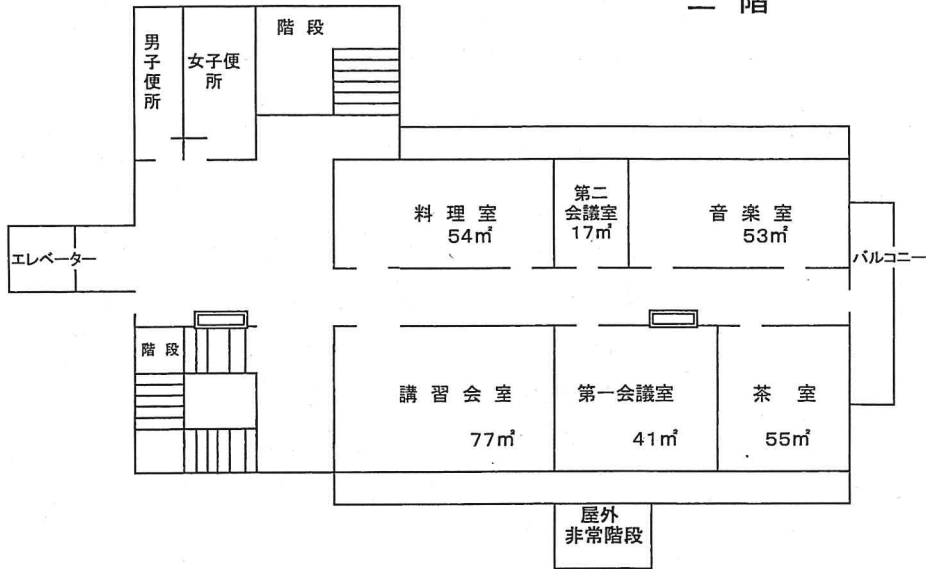 階
階 段
男子便所
女子便
所
料 理 室
54㎡
第二
会議室
17㎡
音 楽 室
53㎡
エレベーター
バルコニー
階 段
講 習 会 室
77㎡
第一会議室
41㎡
茶 室
55㎡
屋外
非常階段